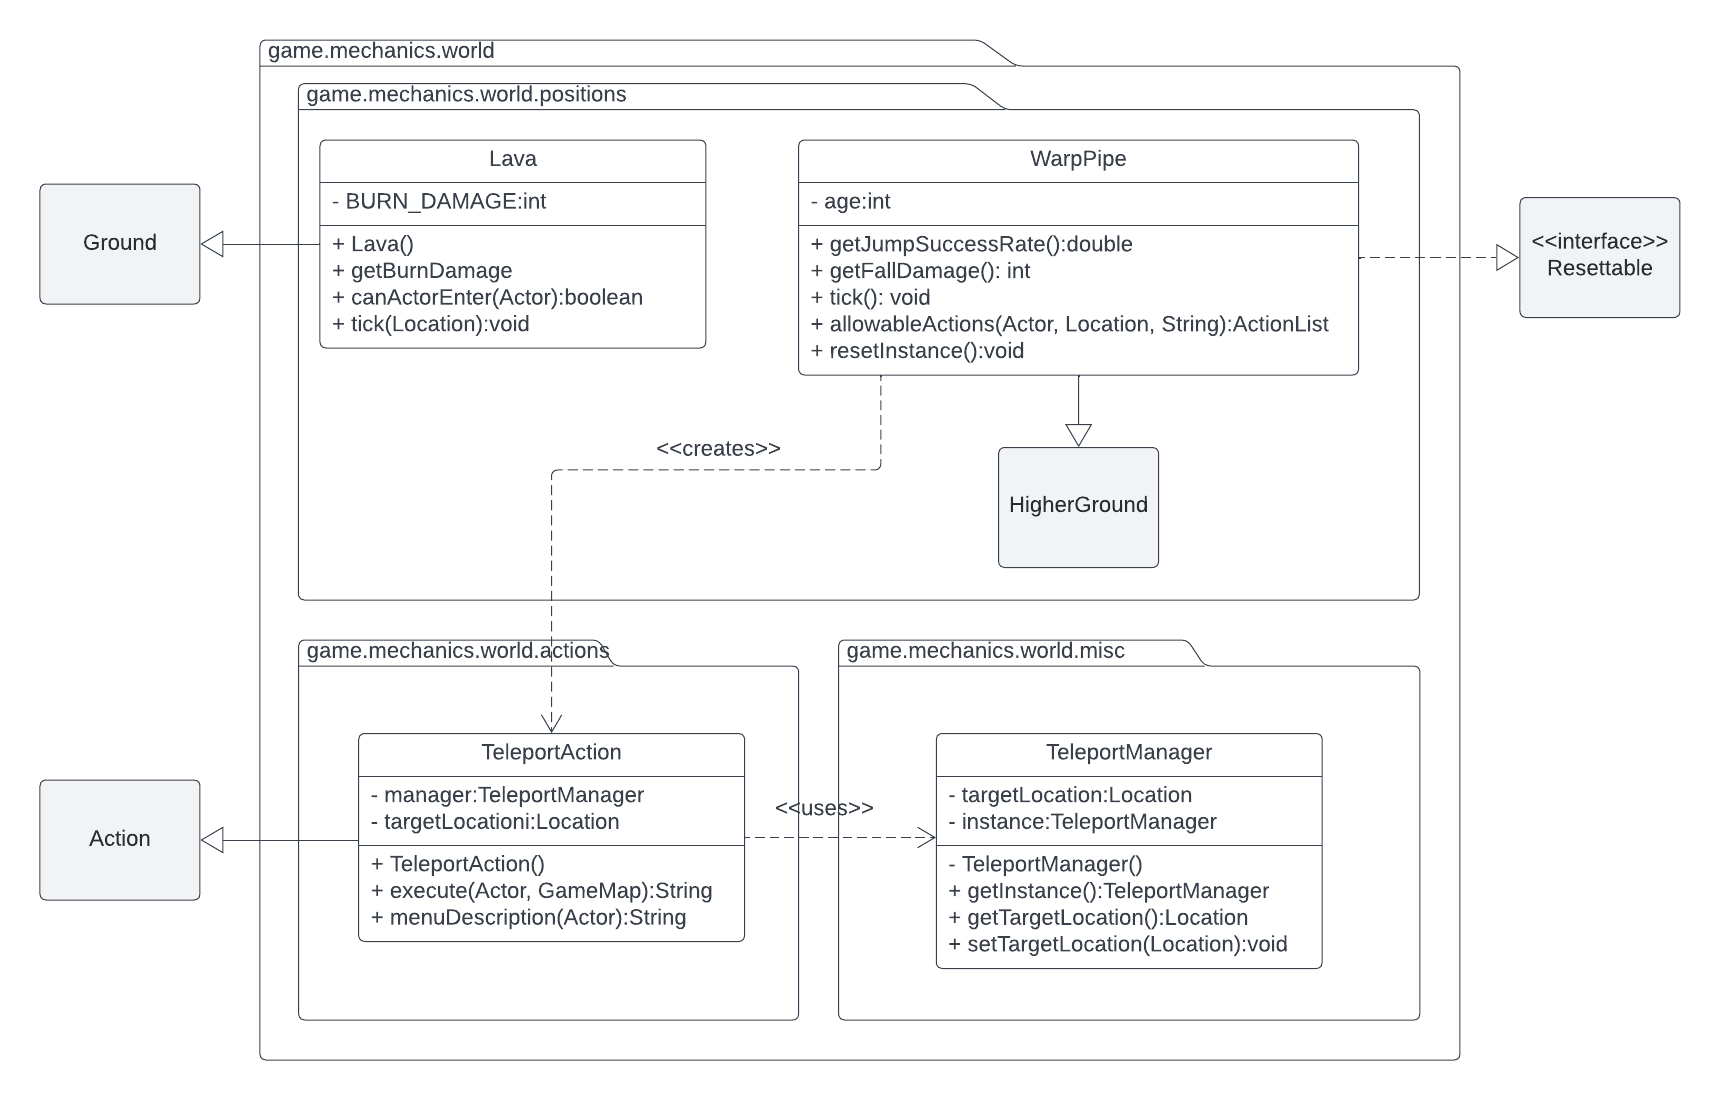 game.mechanics.world
game.mechanics.world.positions
Lava
- BURN_DAMAGE:int
+ Lava()
+ getBurnDamage
+ canActorEnter(Actor):boolean
+ tick(Location):void
WarpPipe
- age:int
+ getJumpSuccessRate():double
+ getFallDamage(): int
+ tick(): void
+ allowableActions(Actor, Location, String):ActionList
+ resetInstance():void
Ground
<<interface>>
Resettable
<<creates>>
HigherGround
game.mechanics.world.actions
TeleportAction
- manager:TeleportManager
- targetLocationi:Location
+ TeleportAction()
+ execute(Actor, GameMap):String
+ menuDescription(Actor):String
<<uses>>
game.mechanics.world.misc
TeleportManager
- targetLocation:Location
- instance:TeleportManager
- TeleportManager()
+ getInstance():TeleportManager
+ getTargetLocation():Location
+ setTargetLocation(Location):void
Action